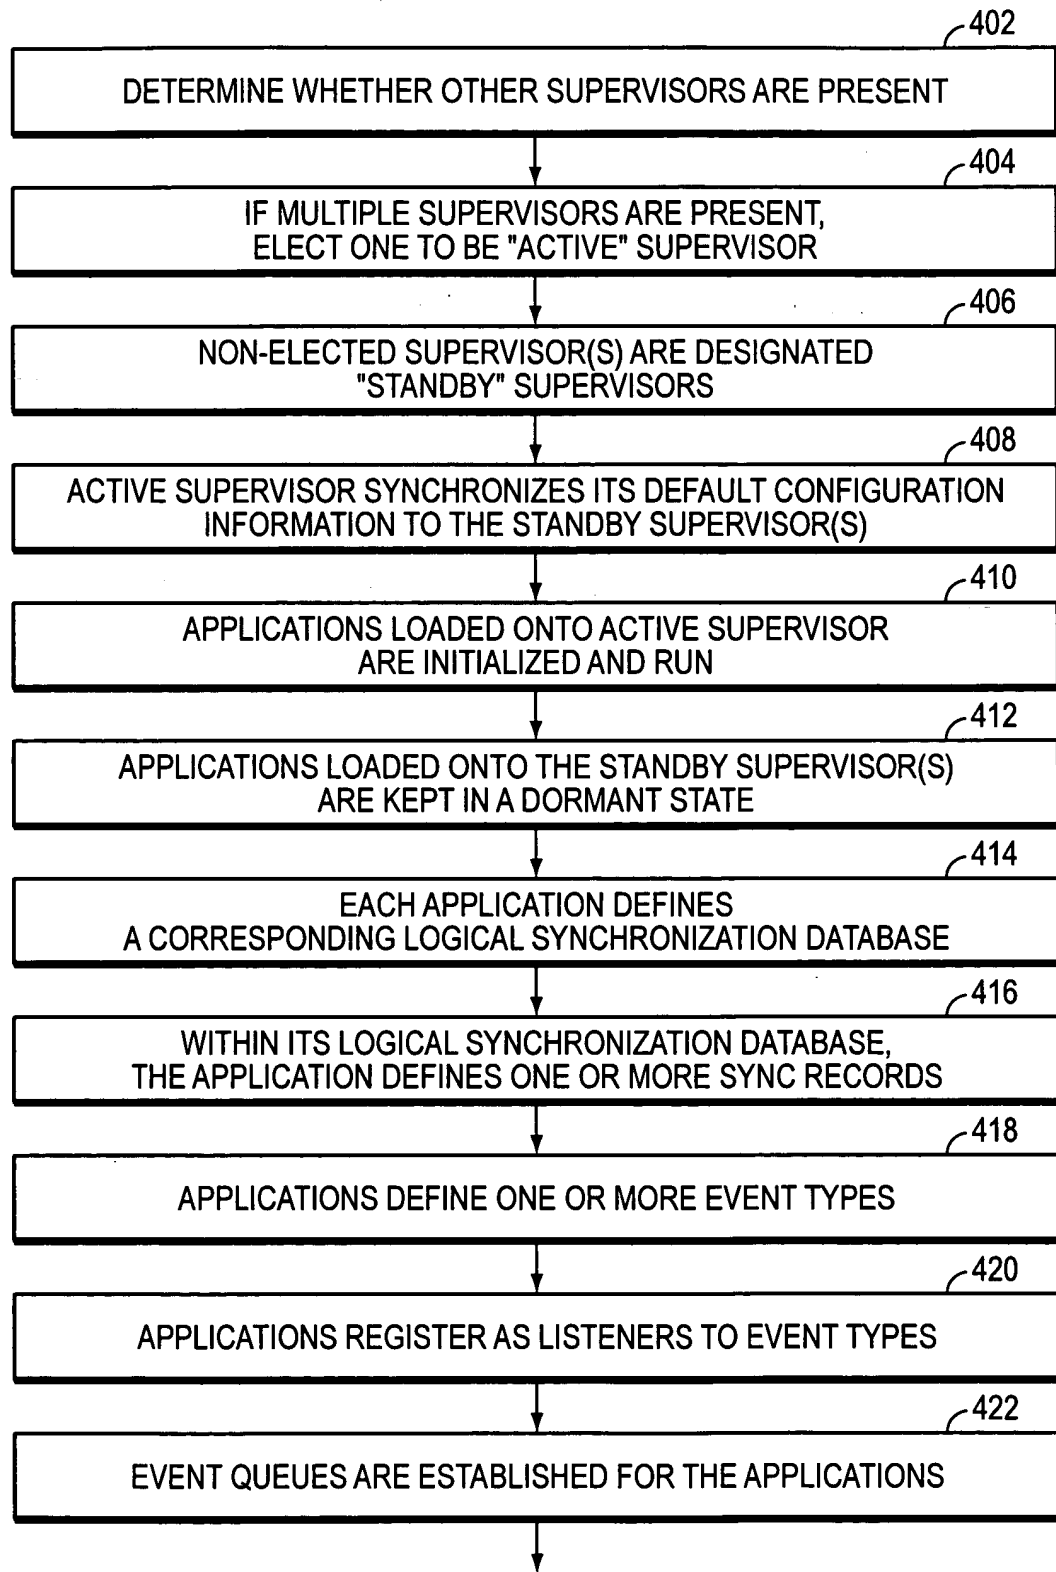 402
DETERMINE WHETHER OTHER SUPERVISORS ARE PRESENT
404
IF MULTIPLE SUPERVISORS ARE PRESENT,
ELECT ONE TO BE "ACTIVE" SUPERVISOR
406
NON-ELECTED SUPERVISOR(S) ARE DESIGNATED
"STANDBY" SUPERVISORS
408
ACTIVE SUPERVISOR SYNCHRONIZES ITS DEFAULT CONFIGURATION
INFORMATION TO THE STANDBY SUPERVISOR(S)
410
APPLICATIONS LOADED ONTO ACTIVE SUPERVISOR
ARE INITIALIZED AND RUN
412
APPLICATIONS LOADED ONTO THE STANDBY SUPERVISOR(S)
ARE KEPT IN A DORMANT STATE
414
EACH APPLICATION DEFINES
A CORRESPONDING LOGICAL SYNCHRONIZATION DATABASE
416
WITHIN ITS LOGICAL SYNCHRONIZATION DATABASE,
THE APPLICATION DEFINES ONE OR MORE SYNC RECORDS
418
APPLICATIONS DEFINE ONE OR MORE EVENT TYPES
420
APPLICATIONS REGISTER AS LISTENERS TO EVENT TYPES
422
EVENT QUEUES ARE ESTABLISHED FOR THE APPLICATIONS